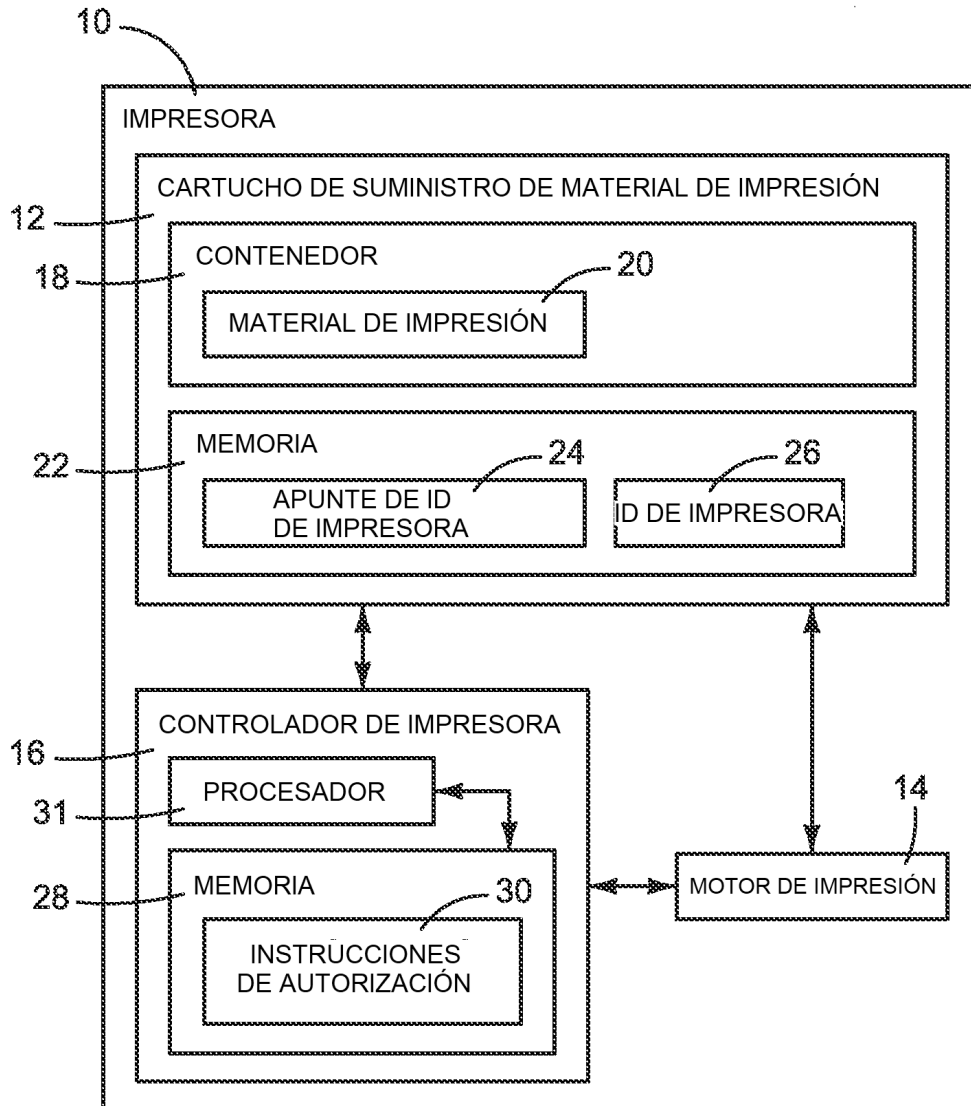 10
IMPRESORA
CARTUCHO DE SUMINISTRO DE MATERIAL DE IMPRESIÓN
12
CONTENEDOR
18
20
MATERIAL DE IMPRESIÓN
MEMORIA
22
24
26
APUNTE DE ID
DE IMPRESORA
ID DE IMPRESORA
CONTROLADOR DE IMPRESORA
16
PROCESADOR
31
14
MOTOR DE IMPRESIÓN
MEMORIA
28
30
INSTRUCCIONES
DE AUTORIZACIÓN